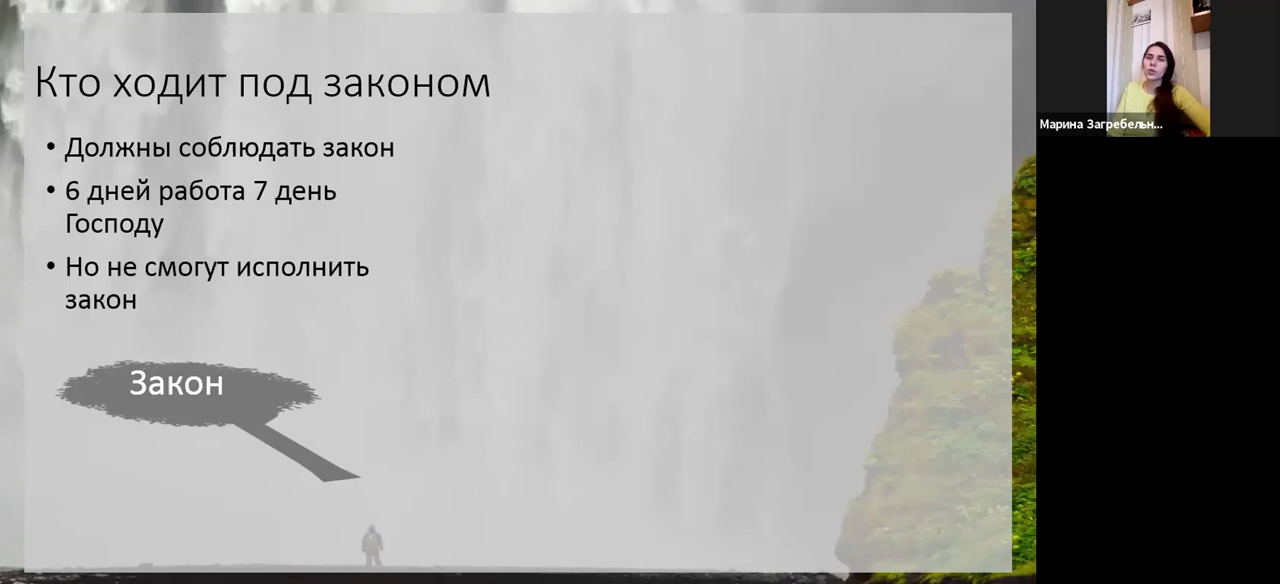 Кто ходит под законом
• Должны соблюдать закон
• 6 дней работа 7 день
Господу
• Но не смогут исполнить
закон
Закон
Марина Загребельн...